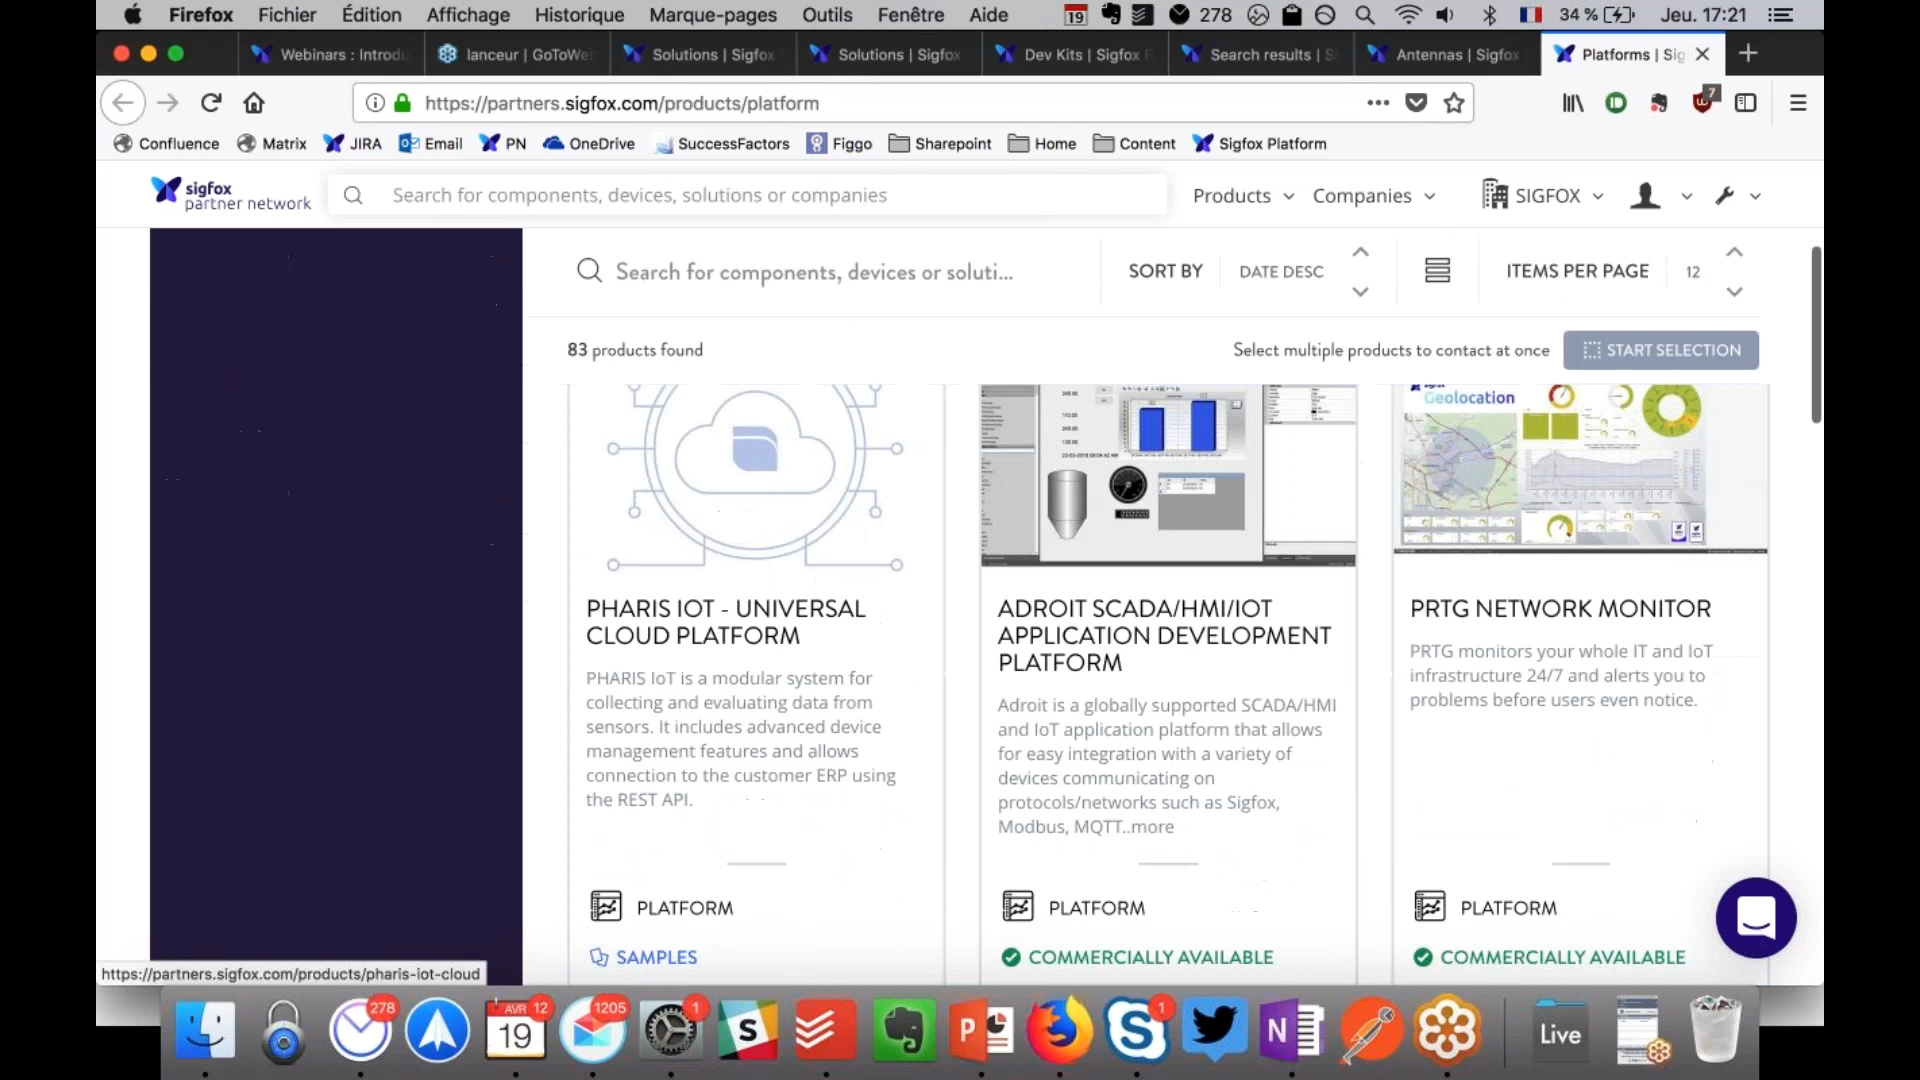 Firefox Fichier Édition Affichage Historique Marque-pages Outils Fenêtre Aide 19 278 34 % Jeu. 17:21
Webinars : Introdu lanceur | GoToWe Solutions | Sigfox Solutions | Sigfox Dev Kits | Sigfox P Search results | S Antennas | Sigfox Platforms | Sig
https://partners.sigfox.com/products/platform 7
Confluence Matrix JIRA Email PN OneDrive SuccessFactors Figgo Sharepoint Home Content Sigfox Platform
sigfox
partner network
Search for components, devices, solutions or companies
Products Companies SIGFOX
Search for components, devices or soluti...
SORT BY DATE DESC ITEMS PER PAGE 12
83 products found
Select multiple products to contact at once START SELECTION
Geolocation
PHARIS IOT - UNIVERSAL
CLOUD PLATFORM
PHARIS IoT is a modular system for
collecting and evaluating data from
sensors. It includes advanced device
management features and allows
connection to the customer ERP using
the REST API.
PLATFORM
SAMPLES
ADROIT SCADA/HMI/IOT
APPLICATION DEVELOPMENT
PLATFORM
Adroit is a globally supported SCADA/HMI
and IoT application platform that allows
for easy integration with a variety of
devices communicating on
protocols/networks such as Sigfox,
Modbus, MQTT..more
PLATFORM
COMMERCIALLY AVAILABLE
PRTG NETWORK MONITOR
PRTG monitors your whole IT and IoT
infrastructure 24/7 and alerts you to
problems before users even notice.
PLATFORM
COMMERCIALLY AVAILABLE
https://partners.sigfox.com/products/pharis-iot-cloud
278 AVR 12 19 1205 1 S P S 1 N Live